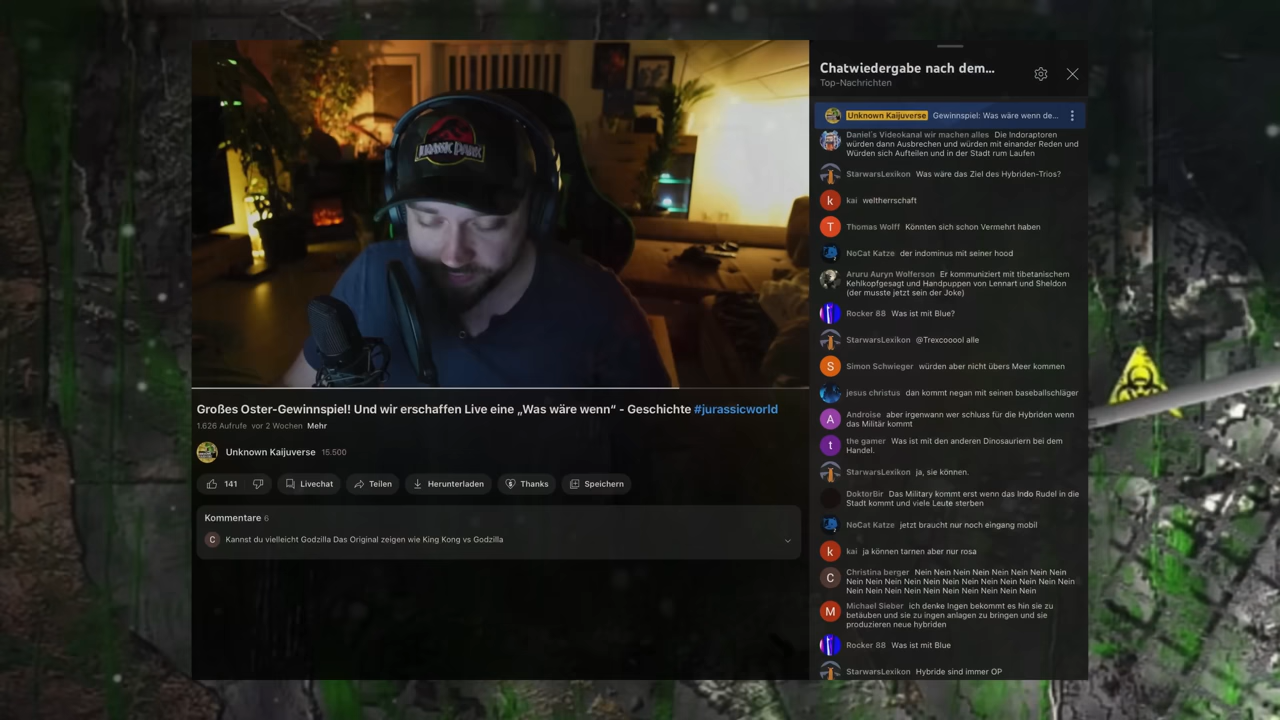 JURASSIC PARK
Großes Oster-Gewinnspiel! Und wir erschaffen Live eine „Was wäre wenn“ - Geschichte #jurassicworld
1.626 Aufrufe vor 2 Wochen Mehr
Unknown Kaijuverse 15.500
141
Livechat
Teilen
Herunterladen
Thanks
Speichern
Kommentare 6
C
Kannst du vielleicht Godzilla Das Original zeigen wie King Kong vs Godzilla
Chatwiedergabe nach dem...
Top-Nachrichten
Unknown Kaijuverse Gewinnspiel: Was wäre wenn de...
Daniel's Videokanal wir machen alles Die Indoraptoren
würden dann Ausbrechen und würden mit einander Reden und
Würden sich Aufteilen und in der Stadt rum Laufen
StarwarsLexikon Was wäre das Ziel des Hybriden-Trios?
k kai weltherrschaft
T Thomas Wolff Könnten sich schon Vermehrt haben
NoCat Katze der indominus mit seiner hood
Aruru Auryn Wolferson Er kommuniziert mit tibetanischem
Kehlkopfgesagt und Handpuppen von Lennart und Sheldon
(der musste jetzt sein der Joke)
Rocker 88 Was ist mit Blue?
StarwarsLexikon @Trexcooool alle
S Simon Schwieger würden aber nicht übers Meer kommen
jesus christus dan kommt negan mit seinen baseballschläger
A Androise aber irgenwann wer schluss für die Hybriden wenn
das Militär kommt
t the gamer Was ist mit den anderen Dinosauriern bei dem
Handel.
StarwarsLexikon ja, sie können.
DoktorBir Das Military kommt erst wenn das Indo Rudel in die
Stadt kommt und viele Leute sterben
NoCat Katze jetzt braucht nur noch eingang mobil
k kai ja können tarnen aber nur rosa
C Christina berger Nein Nein Nein Nein Nein Nein Nein Nein
Nein Nein Nein Nein Nein Nein Nein Nein Nein Nein Nein Nein
Nein Nein Nein Nein Nein Nein Nein Nein Nein Nein
M Michael Sieber ich denke Ingen bekommt es hin sie zu
betäuben und sie zu ingen anlagen zu bringen und sie
produzieren neue hybriden
Rocker 88 Was ist mit Blue
StarwarsLexikon Hybride sind immer OP